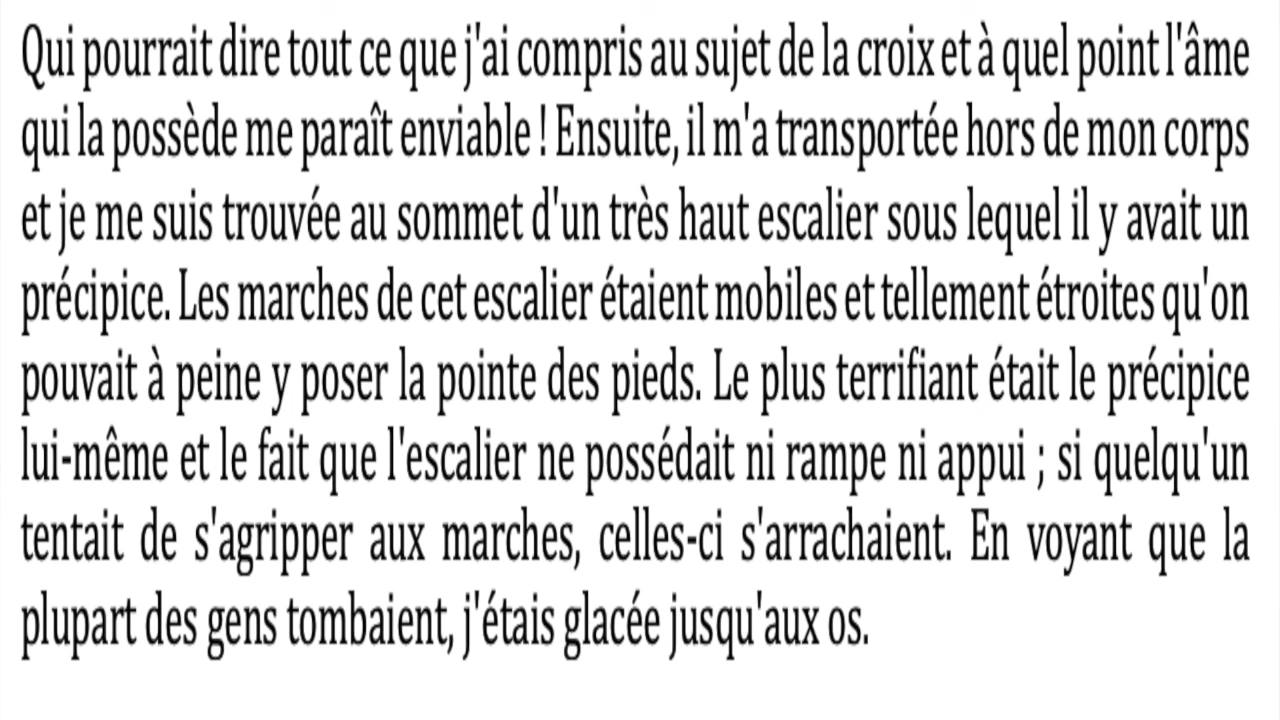 Qui pourrait dire tout ce que j'ai compris au sujet de la croix et à quel point l'âme
qui la possède me paraît enviable ! Ensuite, il m'a transportée hors de mon corps
et je me suis trouvée au sommet d'un très haut escalier sous lequel il y avait un
précipice. Les marches de cet escalier étaient mobiles et tellement étroites qu'on
pouvait à peine y poser la pointe des pieds. Le plus terrifiant était le précipice
lui-même et le fait que l'escalier ne possédait ni rampe ni appui ; si quelqu'un
tentait de s'agripper aux marches, celles-ci s'arrachaient. En voyant que la
plupart des gens tombaient, j'étais glacée jusqu'aux os.